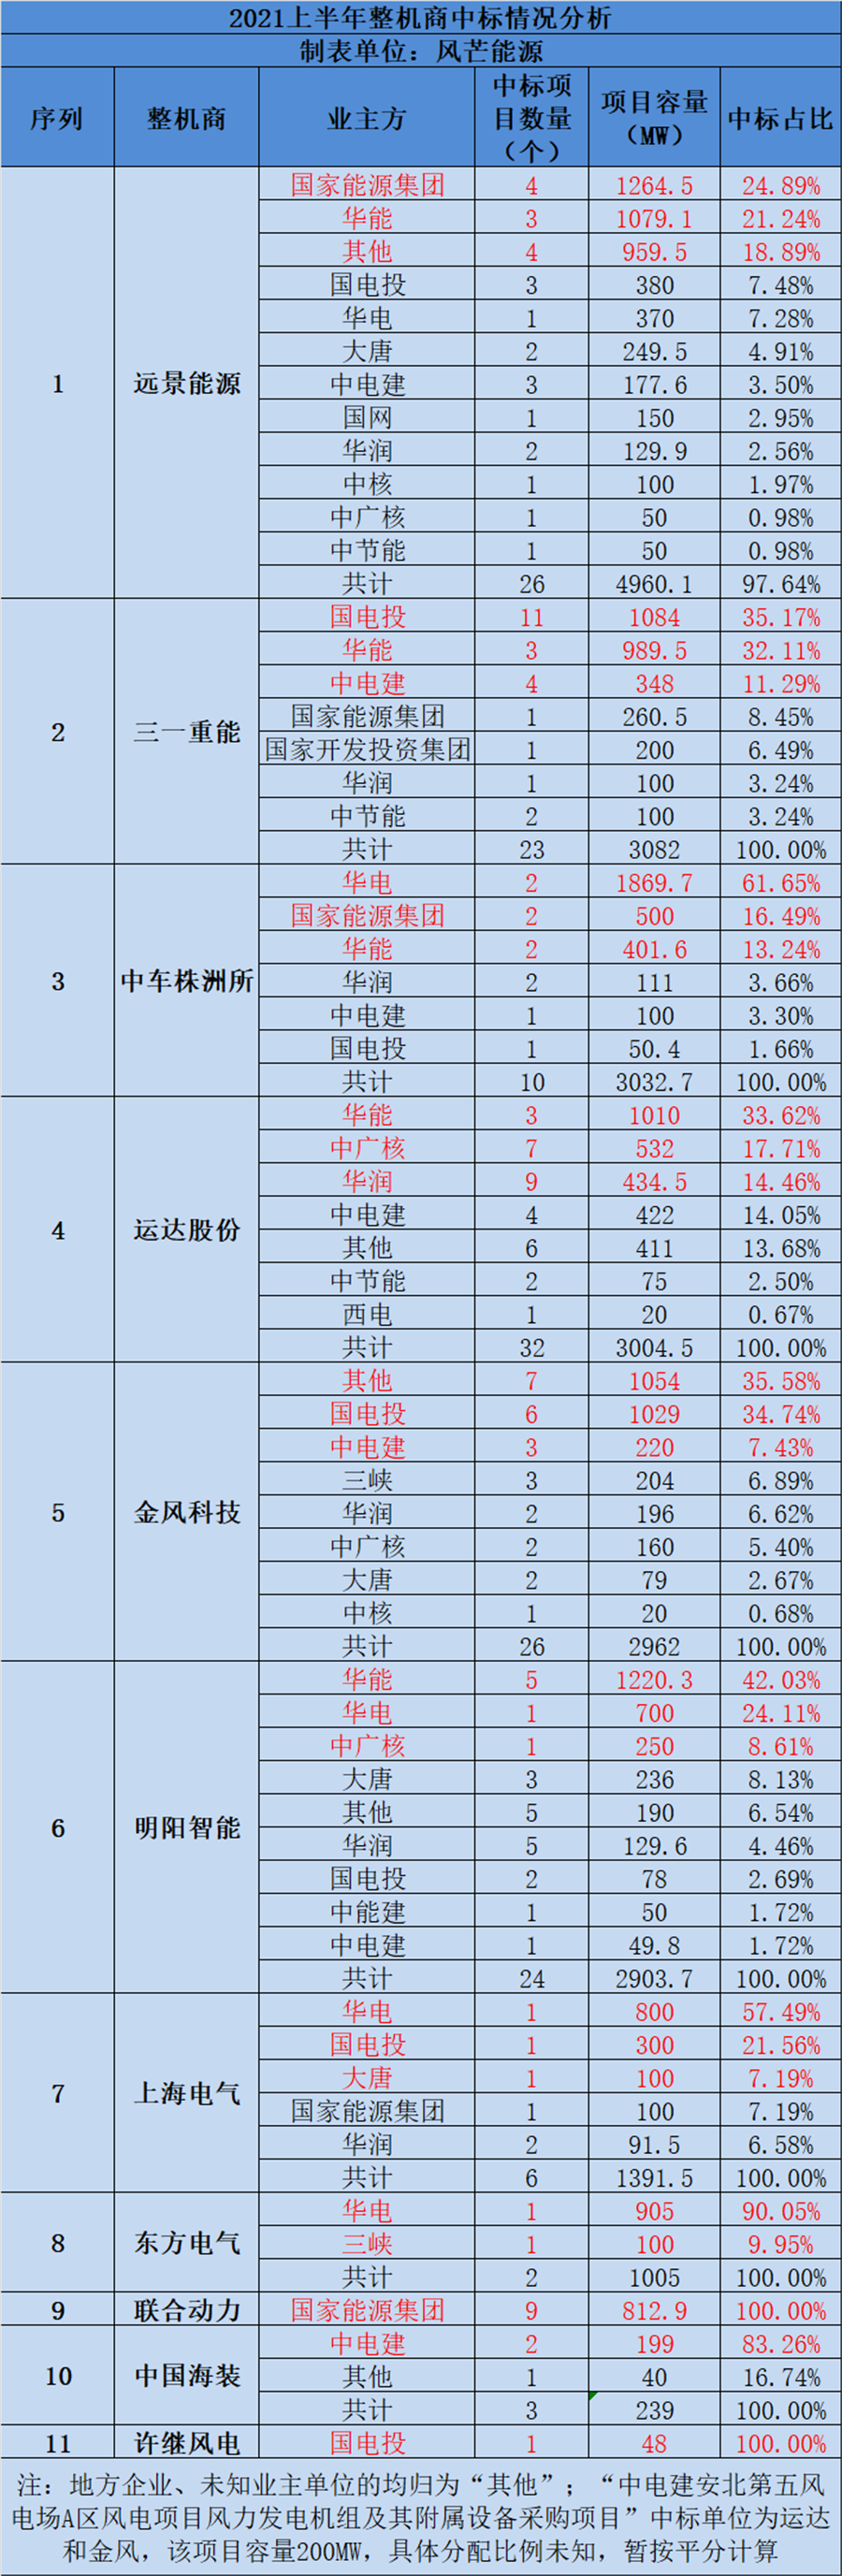 2021上半年整机商中标情况分析
制表单位：风芒能源
序列 整机商 业主方 中标项目数量（个） 项目容量（MW） 中标占比
1 远景能源 国家能源集团 4 1264.5 24.89%
华能 3 1079.1 21.24%
其他 4 959.5 18.89%
国电投 3 380 7.48%
华电 1 370 7.28%
大唐 2 249.5 4.91%
中电建 3 177.6 3.50%
国网 1 150 2.95%
华润 2 129.9 2.56%
中核 1 100 1.97%
中广核 1 50 0.98%
中节能 1 50 0.98%
共计 26 4960.1 97.64%
2 三一重能 国电投 11 1084 35.17%
华能 3 989.5 32.11%
中电建 4 348 11.29%
国家能源集团 1 260.5 8.45%
国家开发投资集团 1 200 6.49%
华润 1 100 3.24%
中节能 2 100 3.24%
共计 23 3082 100.00%
3 中车株洲所 华电 2 1869.7 61.65%
国家能源集团 2 500 16.49%
华能 2 401.6 13.24%
华润 2 111 3.66%
中电建 1 100 3.30%
国电投 1 50.4 1.66%
共计 10 3032.7 100.00%
4 运达股份 华能 3 1010 33.62%
中广核 7 532 17.71%
华润 9 434.5 14.46%
中电建 4 422 14.05%
其他 6 411 13.68%
中节能 2 75 2.50%
西电 1 20 0.67%
共计 32 3004.5 100.00%
5 金风科技 其他 7 1054 35.58%
国电投 6 1029 34.74%
中电建 3 220 7.43%
三峡 3 204 6.89%
华润 2 196 6.62%
中广核 2 160 5.40%
大唐 2 79 2.67%
中核 1 20 0.68%
共计 26 2962 100.00%
6 明阳智能 华能 5 1220.3 42.03%
华电 1 700 24.11%
中广核 1 250 8.61%
大唐 3 236 8.13%
其他 5 190 6.54%
华润 5 129.6 4.46%
国电投 2 78 2.69%
中能建 1 50 1.72%
中电建 1 49.8 1.72%
共计 24 2903.7 100.00%
7 上海电气 华电 1 800 57.49%
国电投 1 300 21.56%
大唐 1 100 7.19%
国家能源集团 1 100 7.19%
华润 2 91.5 6.58%
共计 6 1391.5 100.00%
8 东方电气 华电 1 905 90.05%
三峡 1 100 9.95%
共计 2 1005 100.00%
9 联合动力 国家能源集团 9 812.9 100.00%
10 中国海装 中电建 2 199 83.26%
其他 1 40 16.74%
共计 3 239 100.00%
11 许继风电 国电投 1 48 100.00%
注：地方企业、未知业主单位的均归为“其他”；“中电建安北第五风
电场A区风电项目风力发电机组及其附属设备采购项目”中标单位为运达
和金风，该项目容量200MW，具体分配比例未知，暂按平分计算